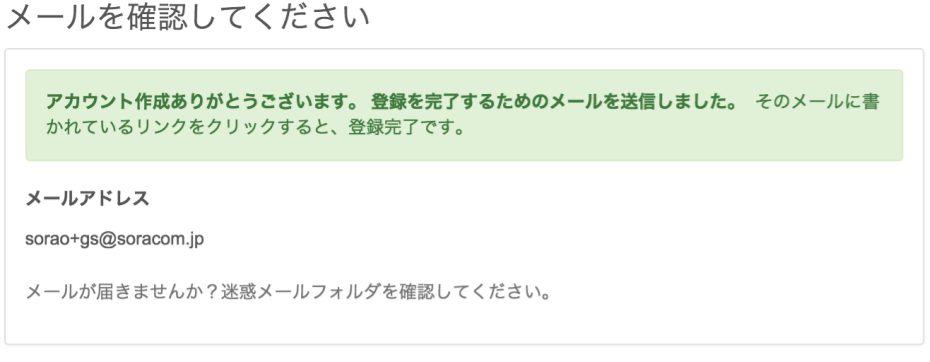 メールを確認してください
アカウント作成ありがとうございます。 登録を完了するためのメールを送信しました。 そのメールに書
かれているリンクをクリックすると、登録完了です。
メールアドレス
sorao+gs@soracom.jp
メールが届きませんか？迷惑メールフォルダを確認してください。